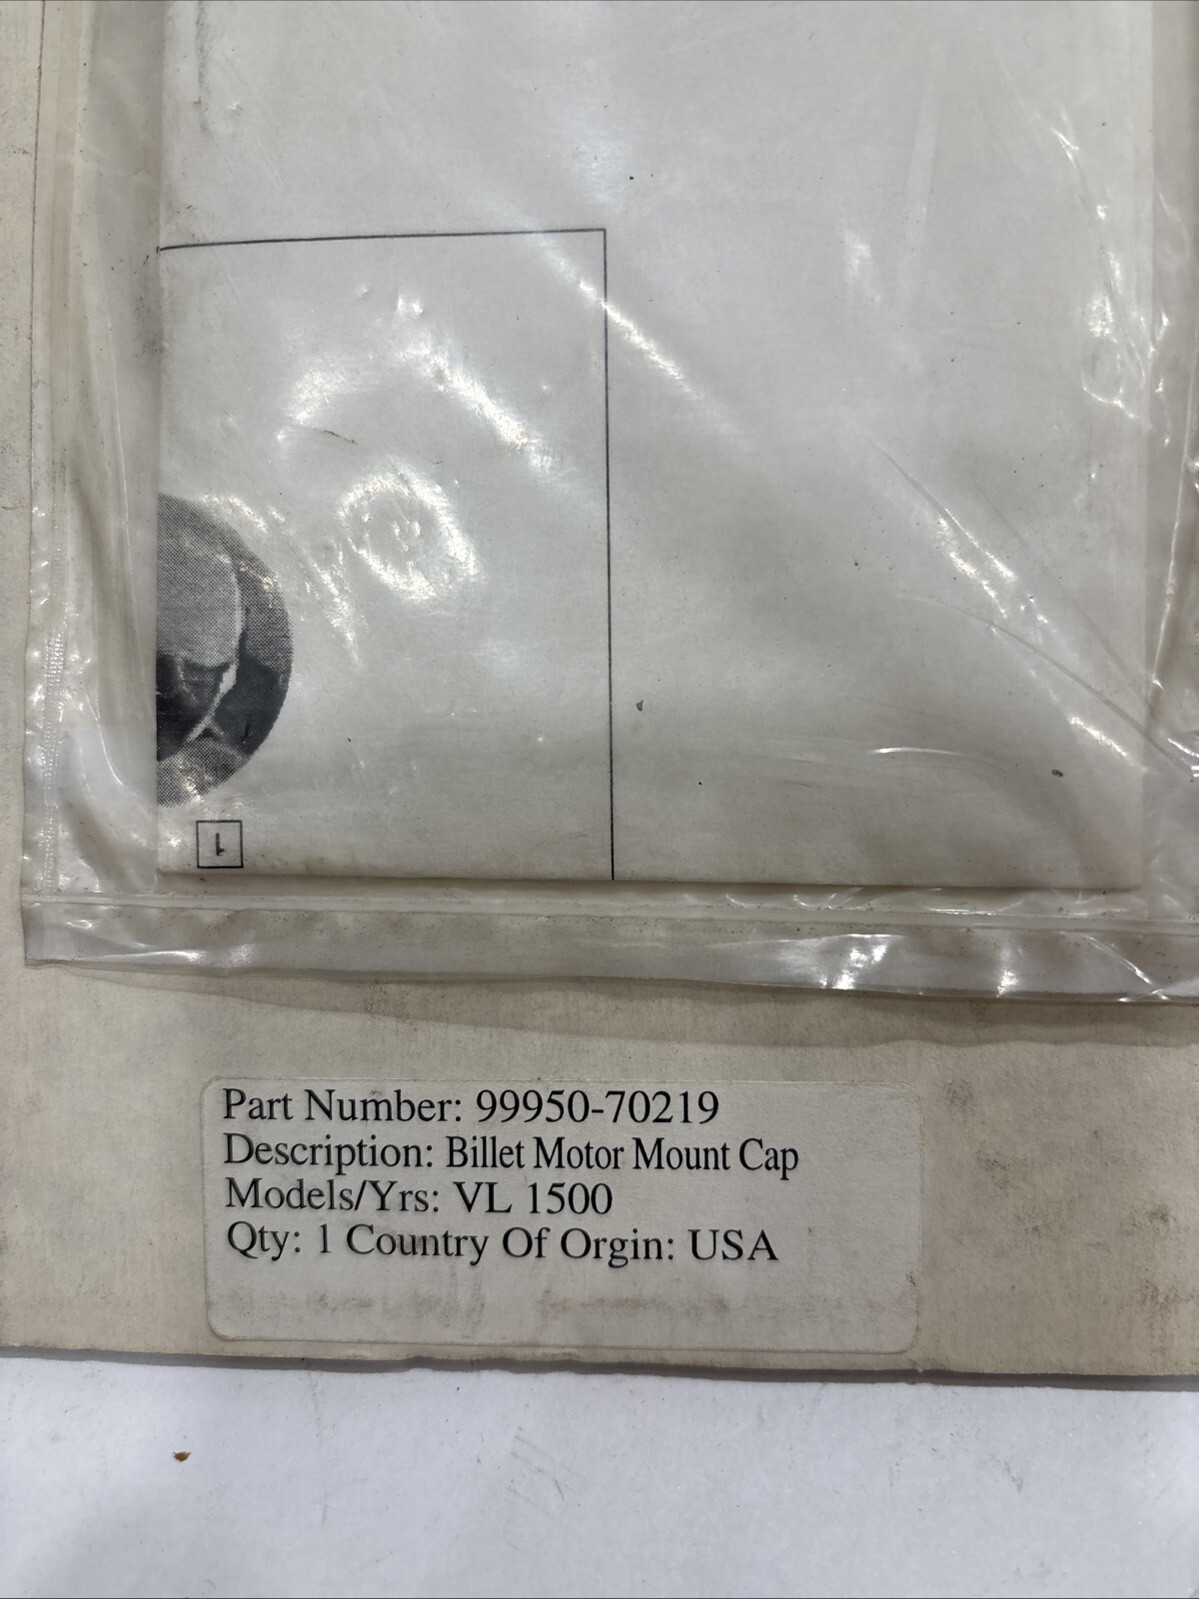 1
Part Number: 99950-70219
Description: Billet Motor Mount Cap
Models/Yrs: VL 1500
Qty: 1 Country Of Orgin: USA